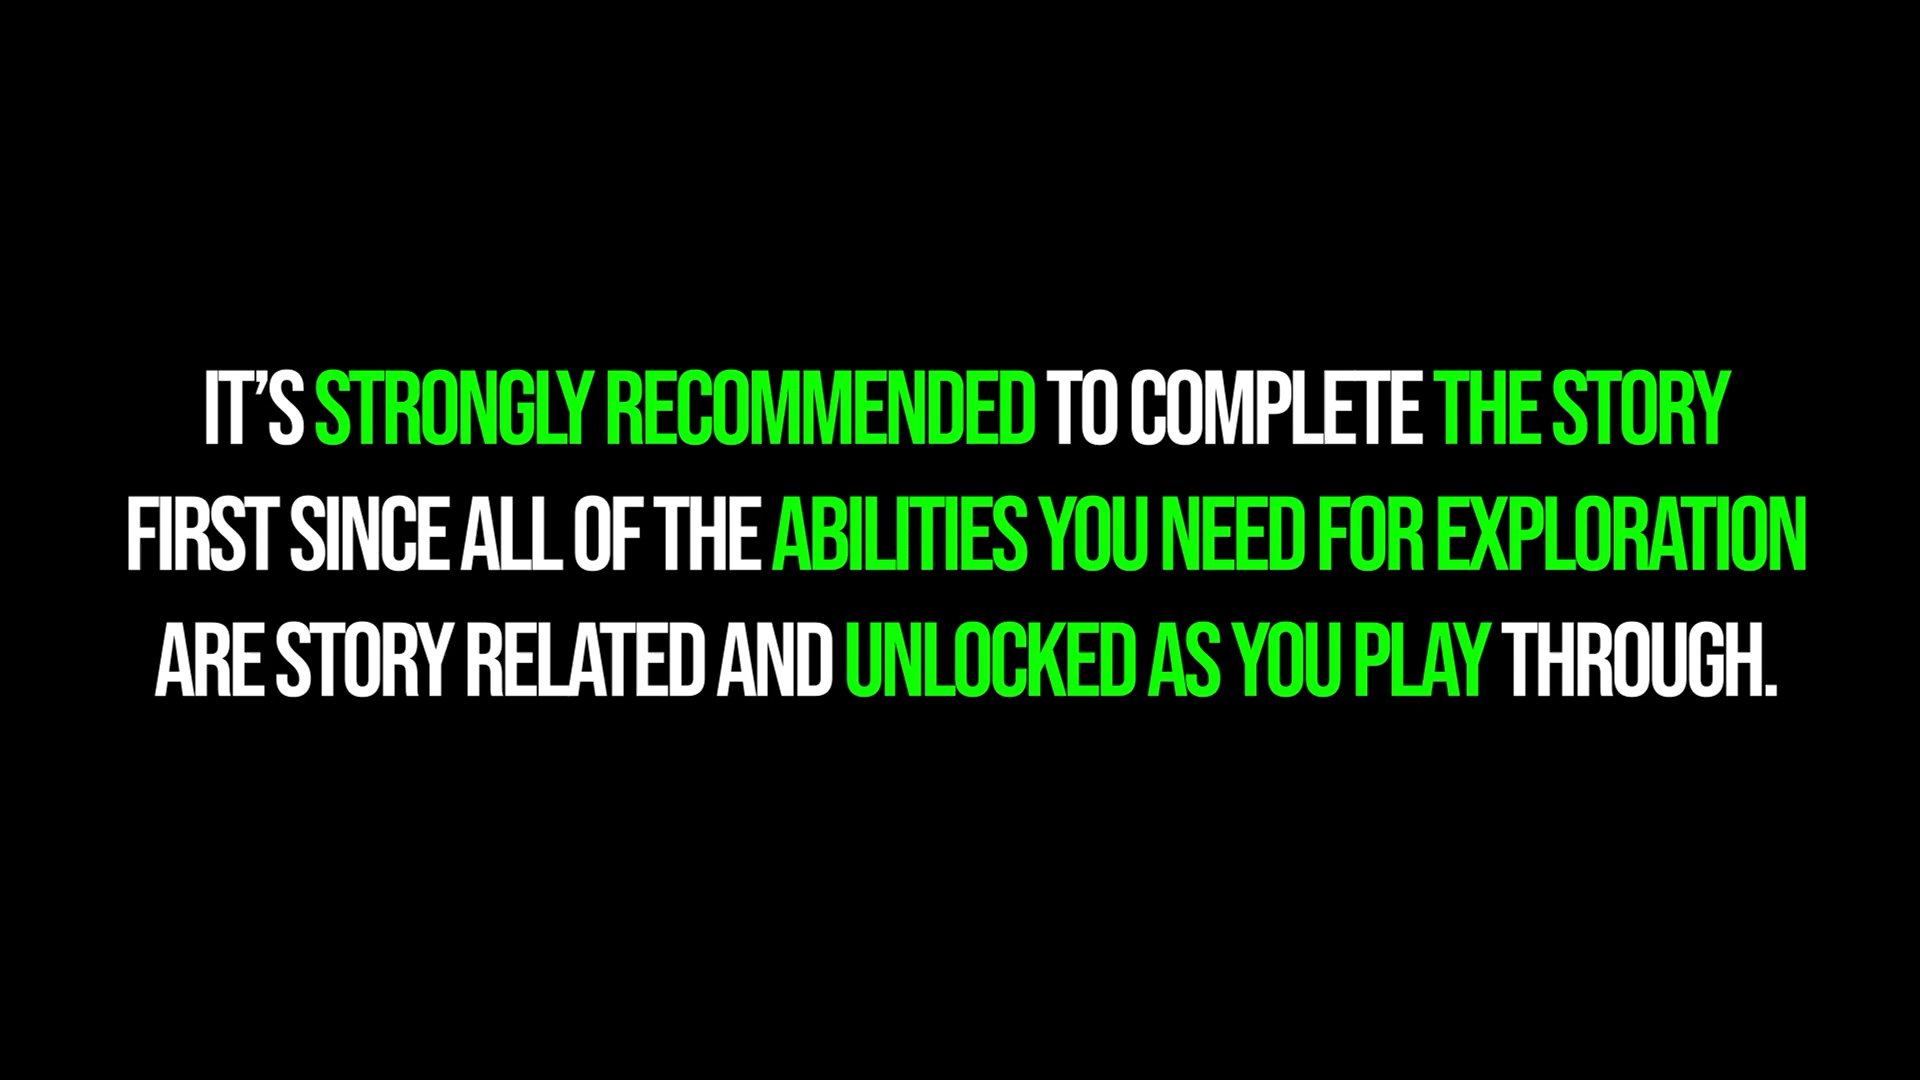 IT’S STRONGLY RECOMMENDED TO COMPLETE THE STORY
FIRST SINCE ALL OF THE ABILITIES YOU NEED FOR EXPLORATION
ARE STORY RELATED AND UNLOCKED AS YOU PLAY THROUGH.